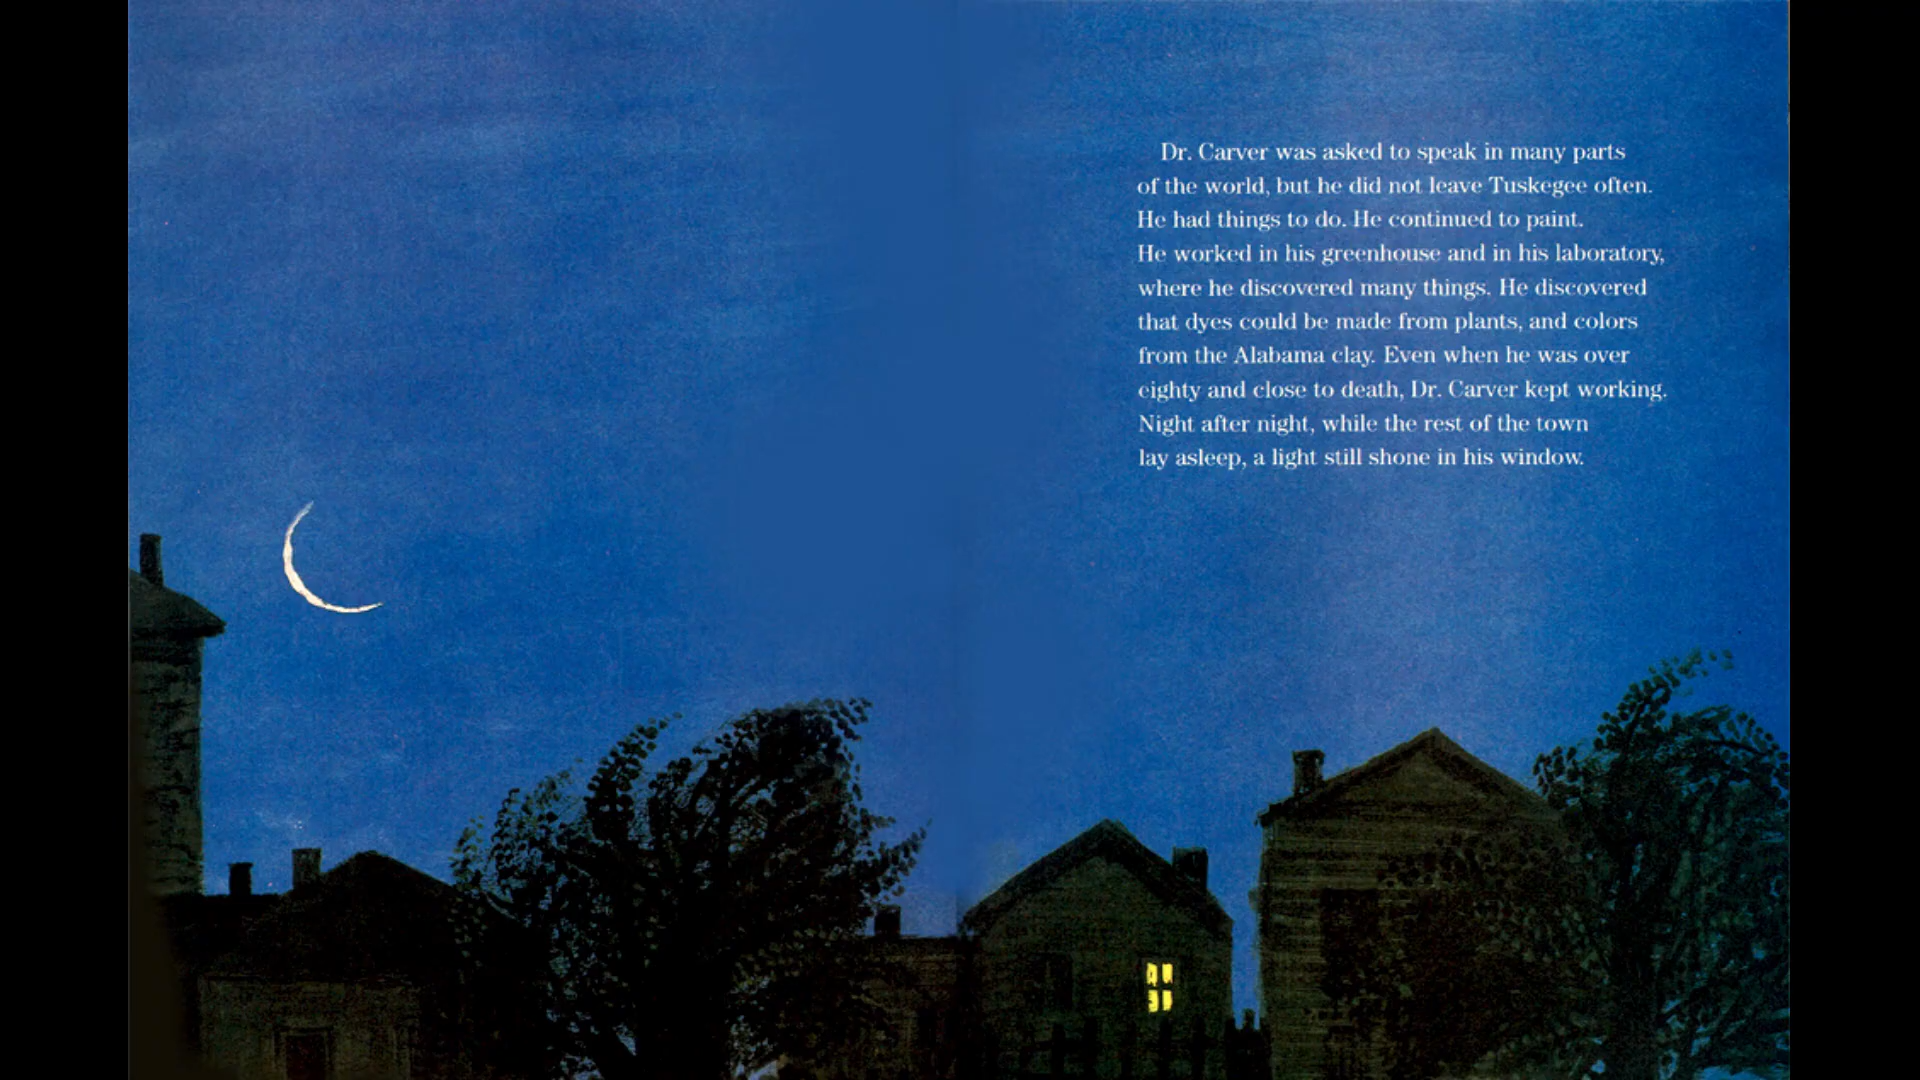 Dr. Carver was asked to speak in many parts
of the world, but he did not leave Tuskegee often.
He had things to do. He continued to paint.
He worked in his greenhouse and in his laboratory,
where he discovered many things. He discovered
that dyes could be made from plants, and colors
from the Alabama clay. Even when he was over
eighty and close to death, Dr. Carver kept working.
Night after night, while the rest of the town
lay asleep, a light still shone in his window.